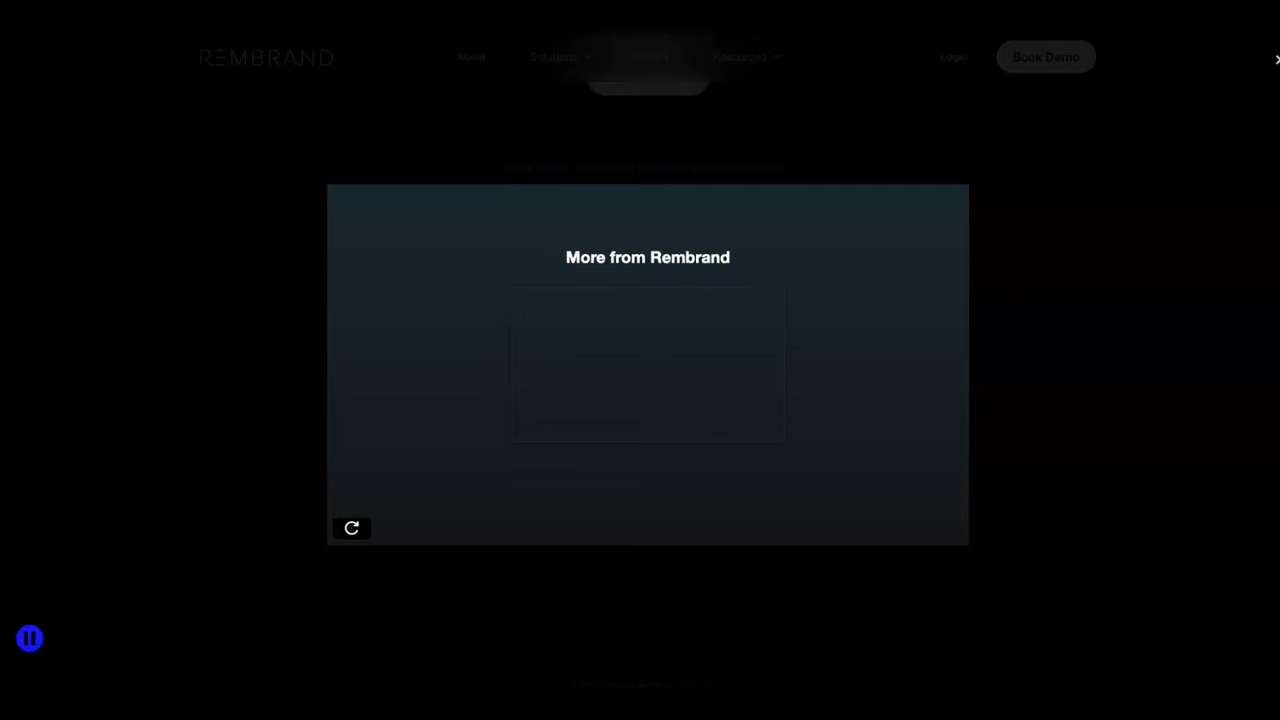 REMBRAND
About
Solutions
Resources
Login
Book Demo
More from Rembrand